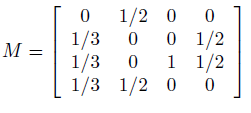 0 1/2 0 0
1/3 0 0 1/2
M = 1/3 0 1 1/2
1/3 1/2 0 0